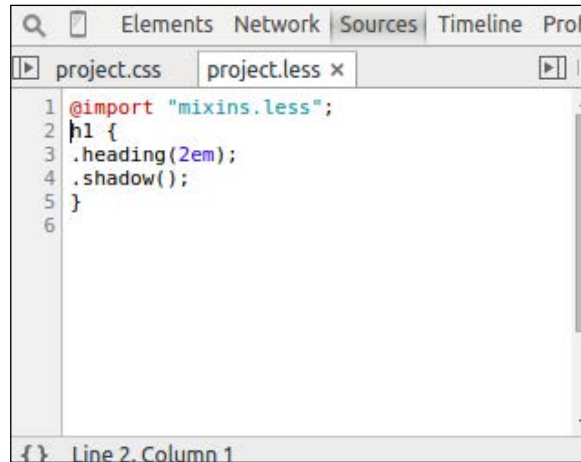 Elements Network Sources Timeline
project.css project.less ×
1 @import "mixins.less";
2 h1 {
3 .heading(2em);
4 .shadow();
5 }
6
{} Line 2, Column 1